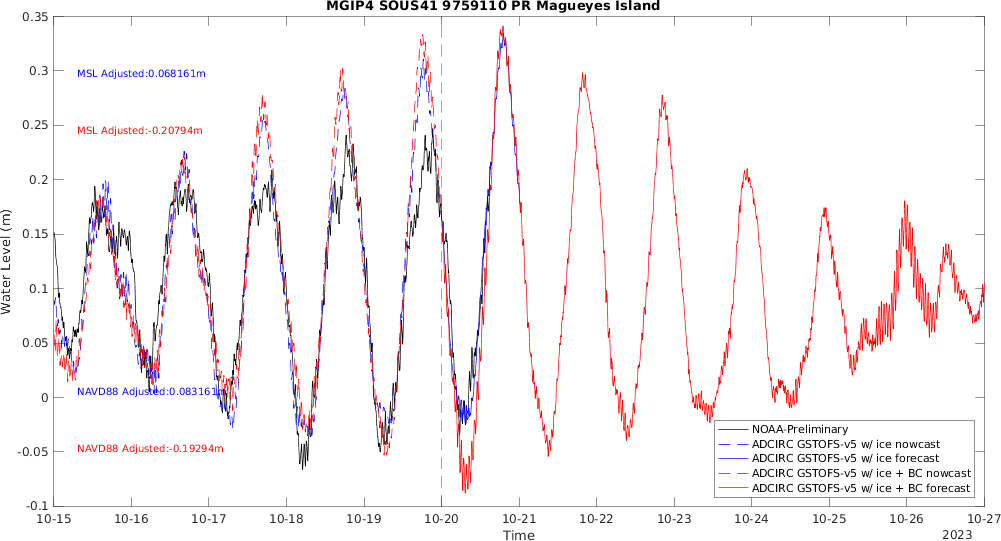 MGIP4 SOUS41 9759110 PR Magueyes Island
0.35
0.3
0.25
0.2
0.15
0.1
0.05
0
-0.05
-0.1
Water Level (m)
MSL Adjusted:0.068161m
MSL Adjusted:-0.20794m
NAVD88 Adjusted:0.083161m
NAVD88 Adjusted:-0.19294m
NOAA-Preliminary
ADCIRC GSTOFS-v5 w/ ice nowcast
ADCIRC GSTOFS-v5 w/ ice forecast
ADCIRC GSTOFS-v5 w/ ice + BC nowcast
ADCIRC GSTOFS-v5 w/ ice + BC forecast
10-15 10-16 10-17 10-18 10-19 10-20 10-21 10-22 10-23 10-24 10-25 10-26 10-27
Time
2023